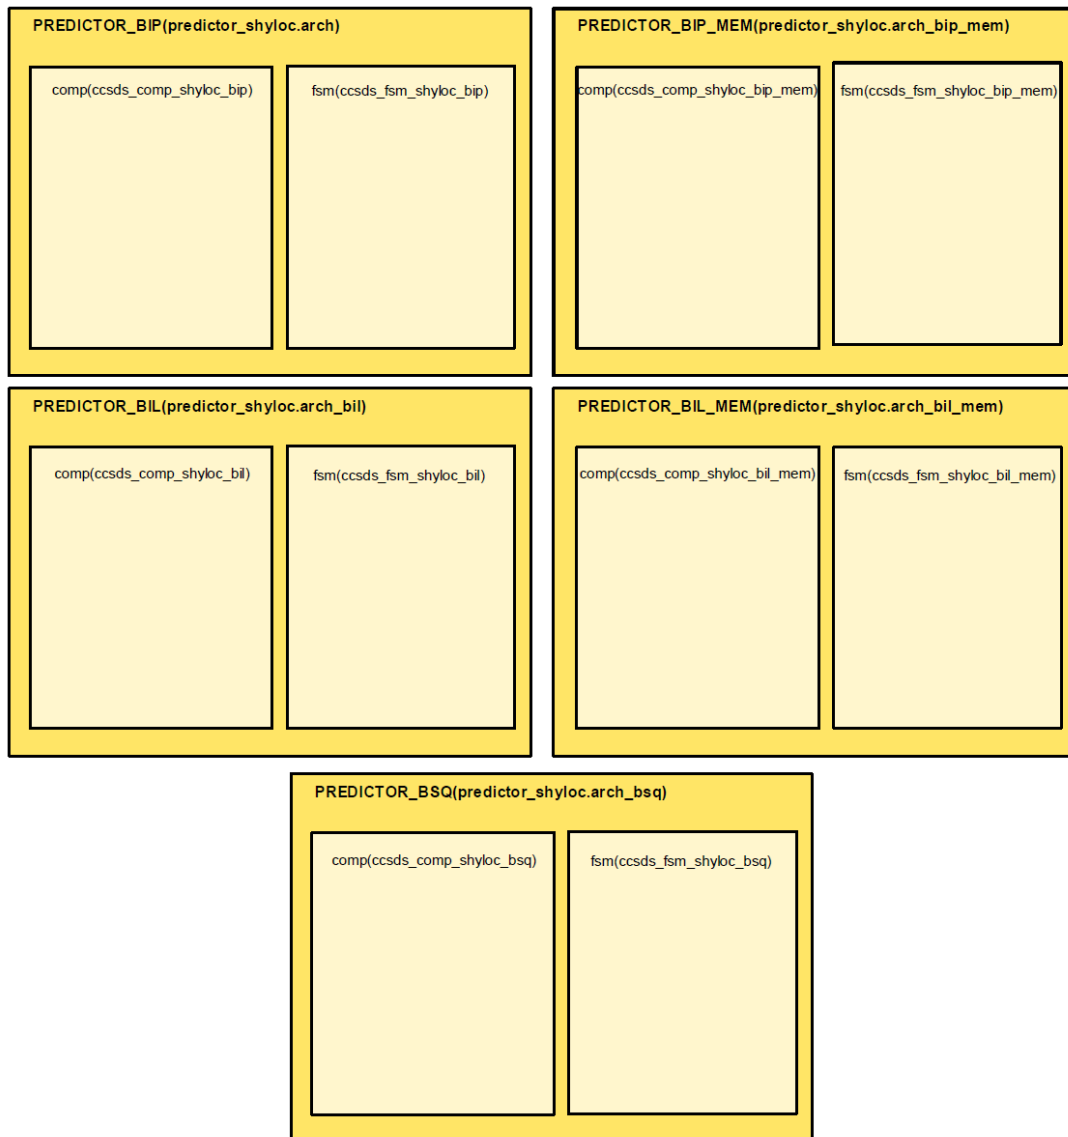 PREDICTOR_BIP(predictor_shyloc.arch)
comp(ccsds_comp_shyloc_bip)
fsm(ccsds_fsm_shyloc_bip)
PREDICTOR_BIP_MEM(predictor_shyloc.arch_bip_mem)
comp(ccsds_comp_shyloc_bip_mem)
fsm(ccsds_fsm_shyloc_bip_mem)
PREDICTOR_BIL(predictor_shyloc.arch_bil)
comp(ccsds_comp_shyloc_bil)
fsm(ccsds_fsm_shyloc_bil)
PREDICTOR_BIL_MEM(predictor_shyloc.arch_bil_mem)
comp(ccsds_comp_shyloc_bil_mem)
fsm(ccsds_fsm_shyloc_bil_mem)
PREDICTOR_BSQ(predictor_shyloc.arch_bsq)
comp(ccsds_comp_shyloc_bsq)
fsm(ccsds_fsm_shyloc_bsq)